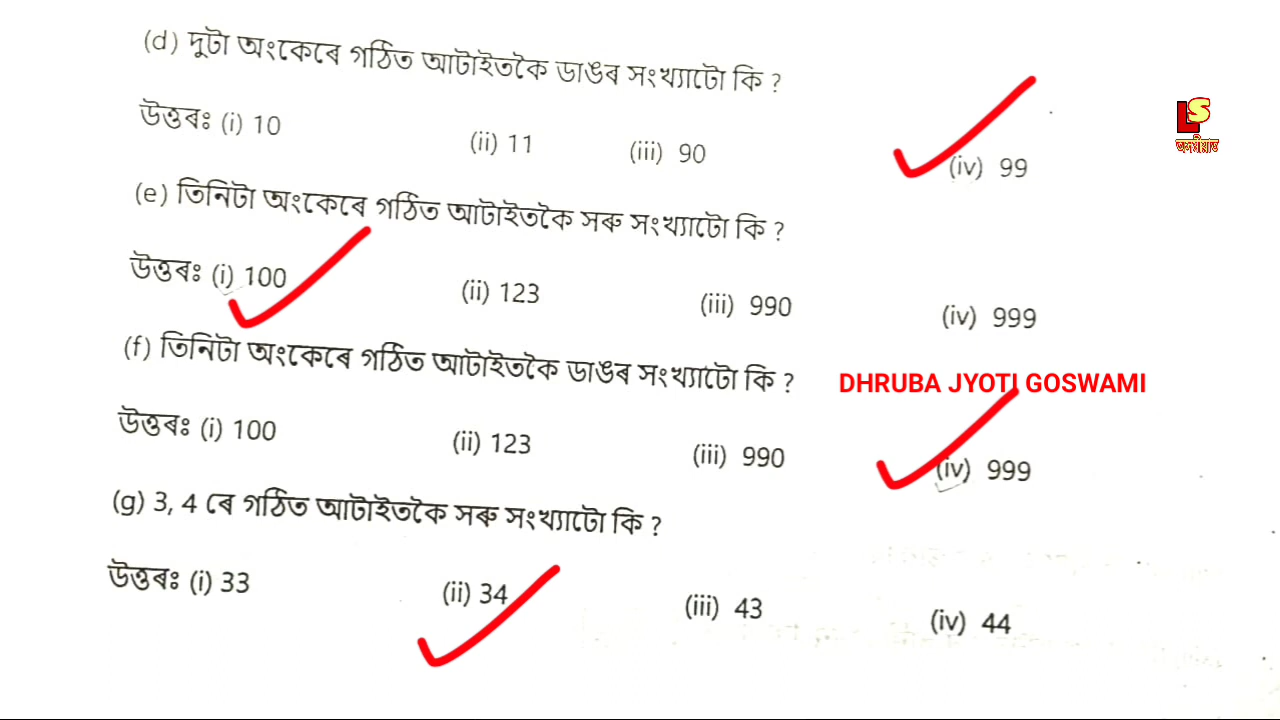 (d) দুটা অংকেৰে গঠিত আটাইতকৈ ডাঙৰ সংখ্যাটো কি ?
উত্তৰঃ (i) 10 (ii) 11 (iii) 90 (iv) 99
LS
অসমীয়াত
(e) তিনিটা অংকেৰে গঠিত আটাইতকৈ সৰু সংখ্যাটো কি ?
উত্তৰঃ (i) 100 (ii) 123 (iii) 990 (iv) 999
(f) তিনিটা অংকেৰে গঠিত আটাইতকৈ ডাঙৰ সংখ্যাটো কি ?
DHRUBA JYOTI GOSWAMI
উত্তৰঃ (i) 100 (ii) 123 (iii) 990 (iv) 999
(g) 3, 4 ৰে গঠিত আটাইতকৈ সৰু সংখ্যাটো কি ?
উত্তৰঃ (i) 33 (ii) 34 (iii) 43 (iv) 44